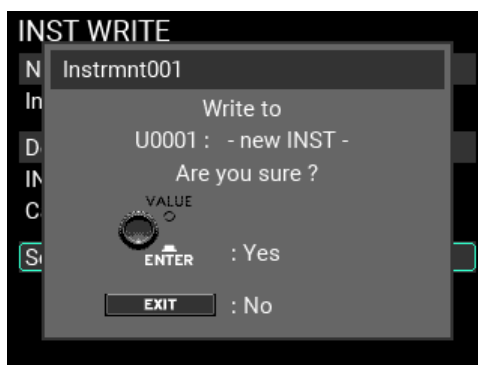 INST WRITE
Instrmnt001
Write to
U0001 : - new INST -
Are you sure ?
VALUE
ENTER : Yes
EXIT : No